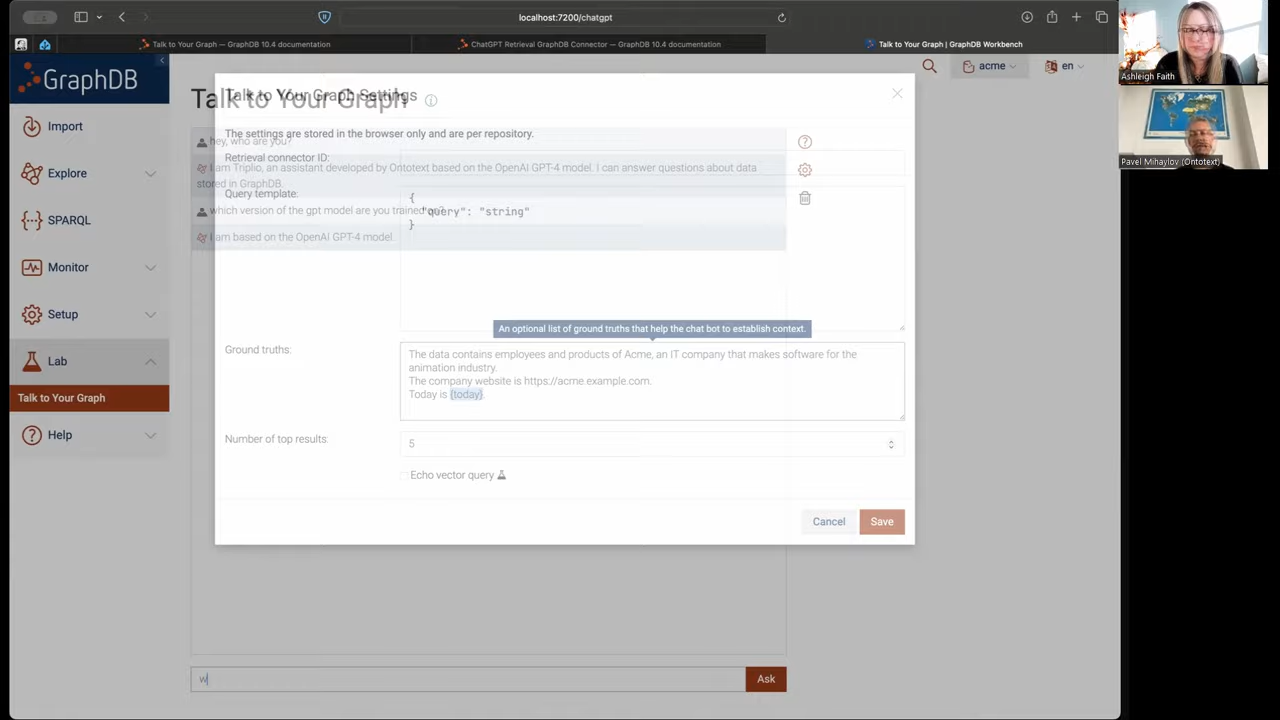 localhost:7200/chatgpt
Talk to Your Graph — GraphDB 10.4 documentation
ChatGPT Retrieval GraphDB Connector — GraphDB 10.4 documentation
Talk to Your Graph | GraphDB Workbench
GraphDB
Import
Explore
SPARQL
Monitor
Setup
Lab
Talk to Your Graph
Help
acme
en
Talk to Your Graph
hey, who are you?
I am Triplio, an assistant developed by Ontotext based on the OpenAI GPT-4 model. I can answer questions about data
stored in GraphDB.
which version of the gpt model are you trained
I am based on the OpenAI GPT-4 model.
Talk to Your Graph Settings
The settings are stored in the browser only and are per repository.
Retrieval connector ID:
Query template:
{
"query": "string"
}
An optional list of ground truths that help the chat bot to establish context.
Ground truths:
The data contains employees and products of Acme, an IT company that makes software for the
animation industry.
The company website is https://acme.example.com.
Today is {today}.
Number of top results:
5
Echo vector query
Cancel
Save
w
Ask
Ashleigh Faith
Pavel Mihaylov (Ontotext)